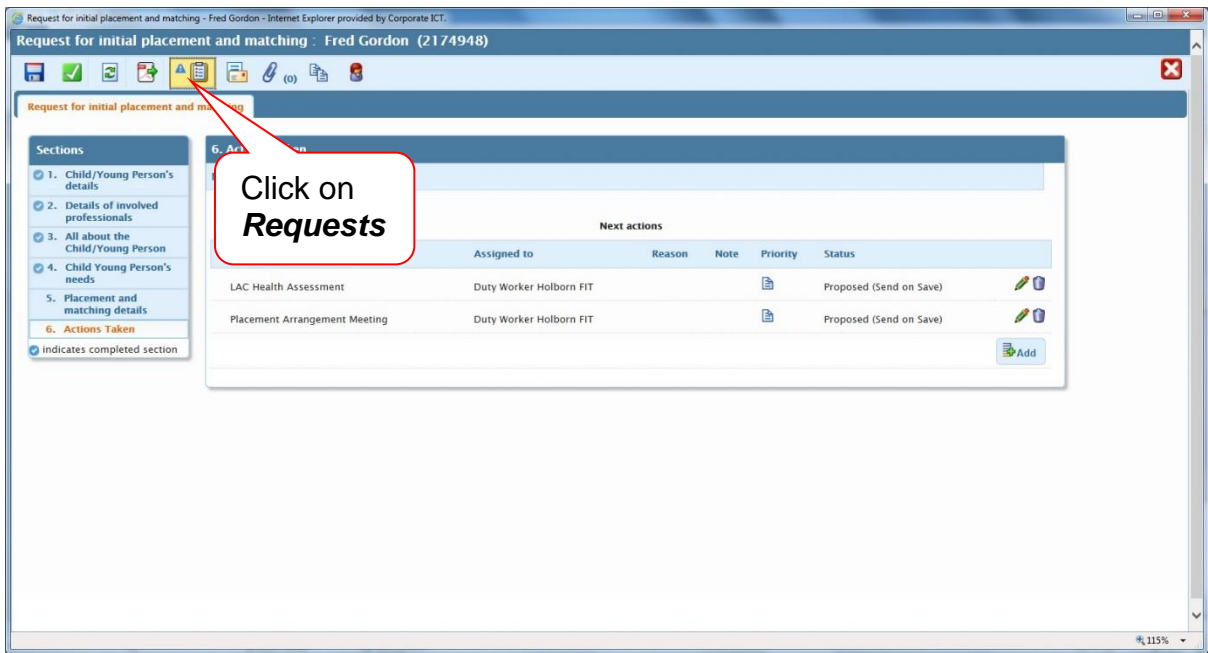 Request for initial placement and matching - Fred Gordon - Internet Explorer provided by Corporate ICT.
Request for initial placement and matching : Fred Gordon (2174948)
(0)
Request for initial placement and
Sections
1. Child/Young Person's
details
2. Details of involved
professionals
3. All about the
Child/Young Person
4. Child Young Person's
needs
5. Placement and
matching details
6. Actions Taken
indicates completed section
Click on
Requests
Next actions
Assigned to Reason Note Priority Status
LAC Health Assessment Duty Worker Holborn FIT Proposed (Send on Save)
Placement Arrangement Meeting Duty Worker Holborn FIT Proposed (Send on Save)
Add
115%